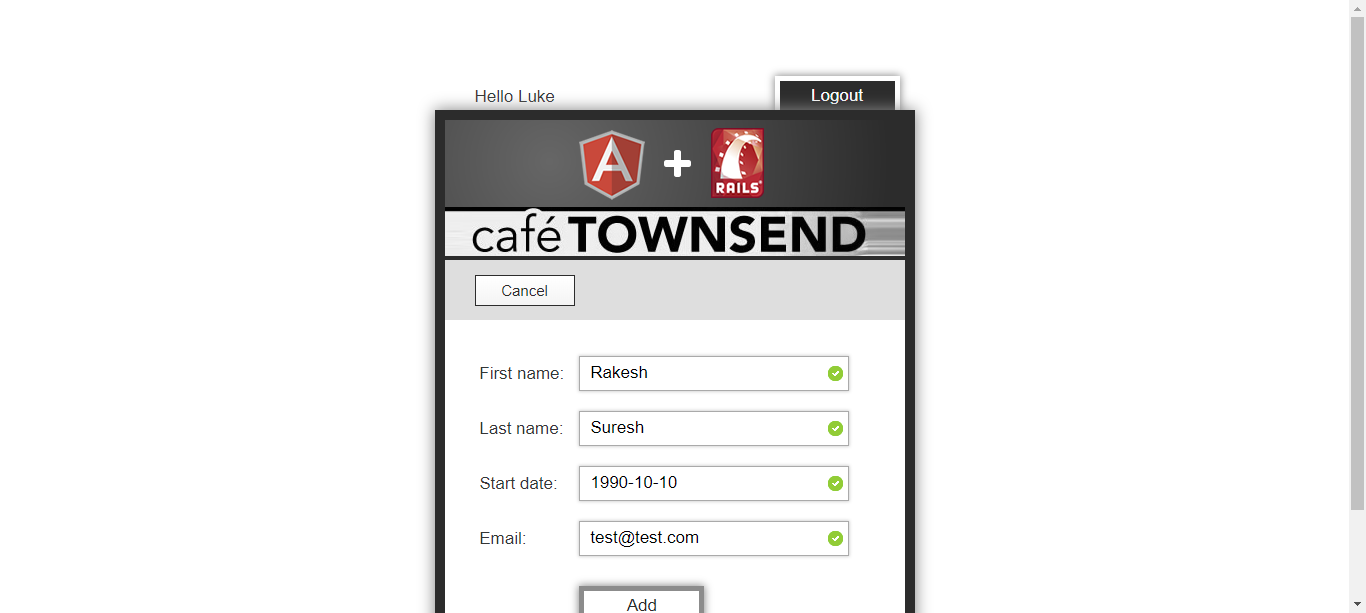 Hello Luke
Logout
A
RAILS
café TOWNSEND
Cancel
First name: Rakesh
Last name: Suresh
Start date: 1990-10-10
Email: test@test.com
Add